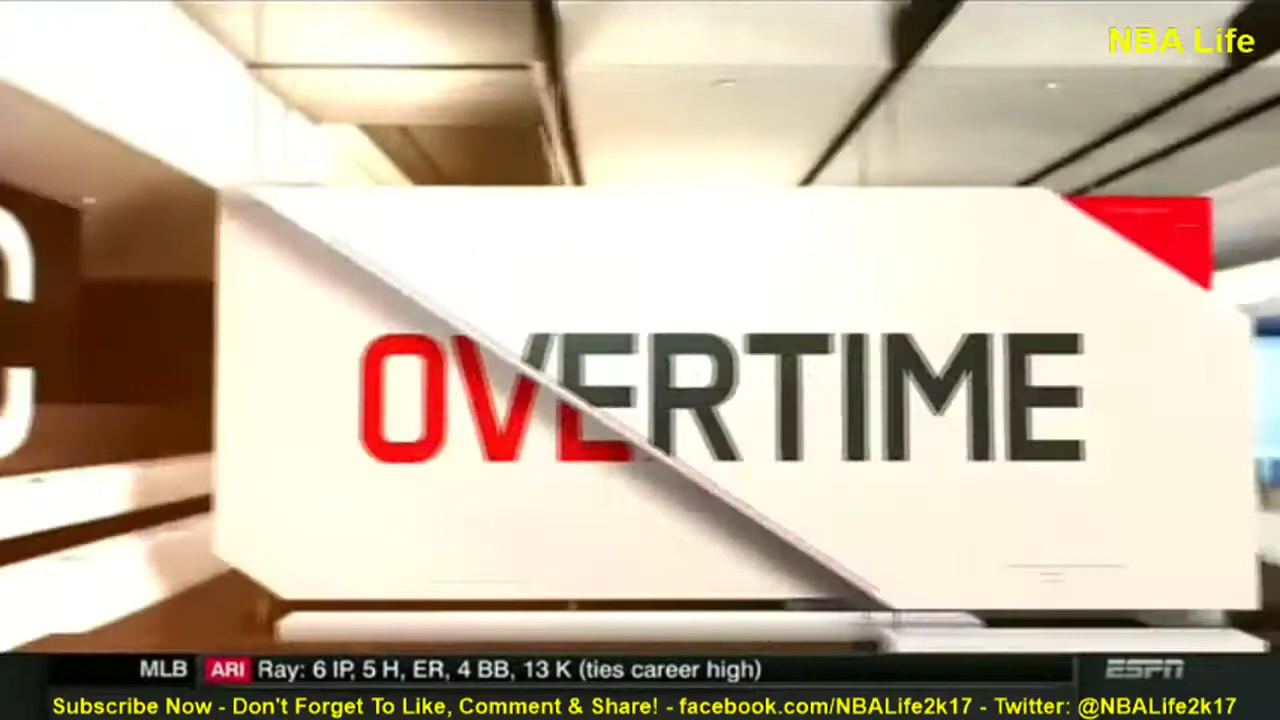 NBA Life
C
OVERTIME
MLB ARI Ray: 6 IP, 5 H, ER, 4 BB, 13 K (ties career high) ESPN
Subscribe Now - Don't Forget To Like, Comment & Share! - facebook.com/NBALife2k17 - Twitter: @NBALife2k17